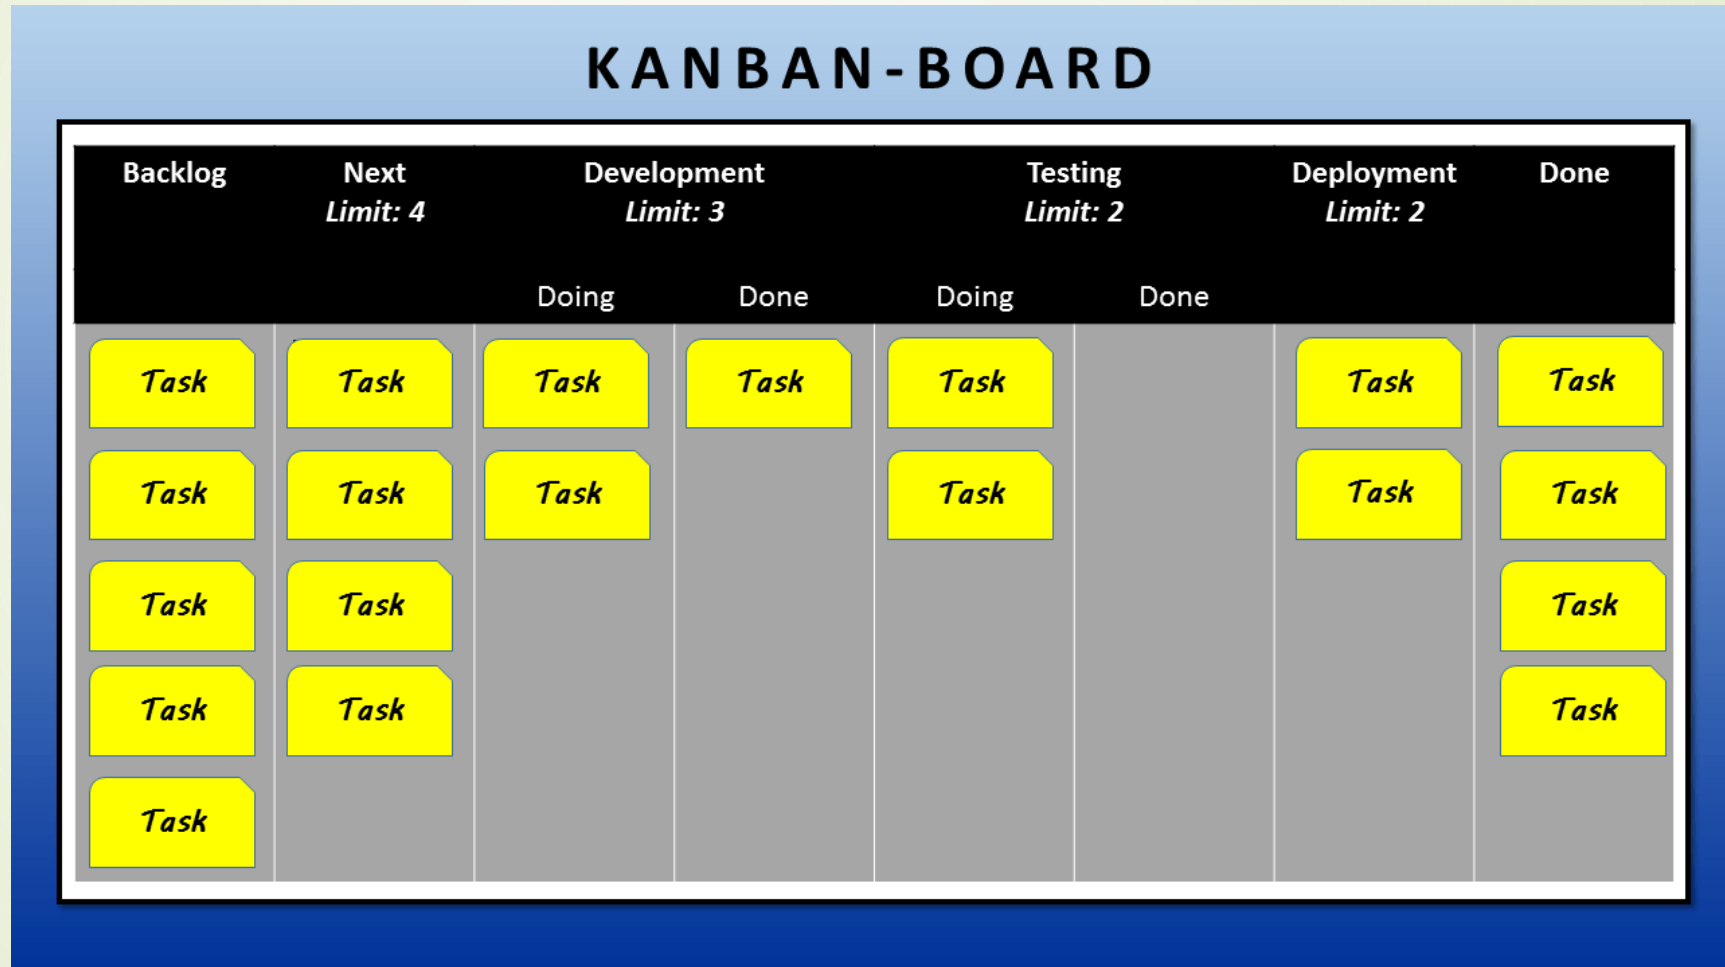 KANBAN-BOARD
Backlog Next Development Testing Deployment Done
Limit: 4 Limit: 3 Limit: 2 Limit: 2
Doing Done Doing Done
Task Task Task Task Task Task Task
Task Task Task Task Task Task
Task Task Task
Task Task Task
Task